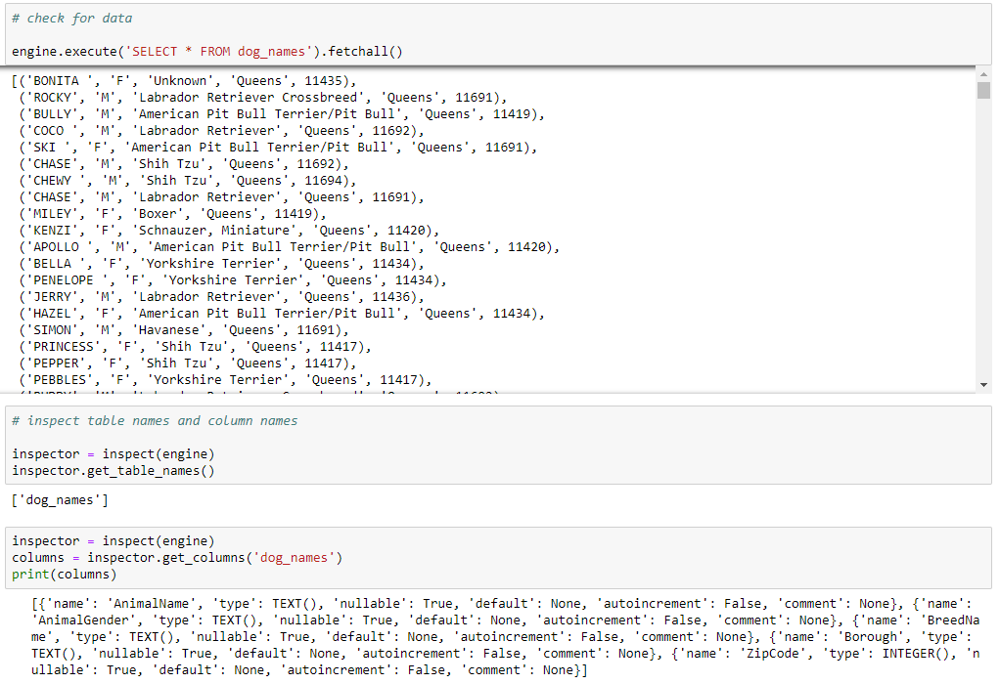 # check for data
engine.execute('SELECT * FROM dog_names').fetchall()
[('BONITA ', 'F', 'Unknown', 'Queens', 11435),
('ROCKY', 'M', 'Labrador Retriever Crossbreed', 'Queens', 11691),
('BULLY', 'M', 'American Pit Bull Terrier/Pit Bull', 'Queens', 11419),
('COCO ', 'M', 'Labrador Retriever', 'Queens', 11692),
('SKI ', 'F', 'American Pit Bull Terrier/Pit Bull', 'Queens', 11691),
('CHASE', 'M', 'Shih Tzu', 'Queens', 11692),
('CHEWY ', 'M', 'Shih Tzu', 'Queens', 11694),
('CHASE', 'M', 'Labrador Retriever', 'Queens', 11691),
('MILEY', 'F', 'Boxer', 'Queens', 11419),
('KENZI', 'F', 'Schnauzer, Miniature', 'Queens', 11420),
('APOLLO ', 'M', 'American Pit Bull Terrier/Pit Bull', 'Queens', 11420),
('BELLA ', 'F', 'Yorkshire Terrier', 'Queens', 11434),
('PENELOPE ', 'F', 'Yorkshire Terrier', 'Queens', 11434),
('JERRY', 'M', 'Labrador Retriever', 'Queens', 11436),
('HAZEL', 'F', 'American Pit Bull Terrier/Pit Bull', 'Queens', 11434),
('SIMON', 'M', 'Havanese', 'Queens', 11691),
('PRINCESS', 'F', 'Shih Tzu', 'Queens', 11417),
('PEPPER', 'F', 'Shih Tzu', 'Queens', 11417),
('PEBBLES', 'F', 'Yorkshire Terrier', 'Queens', 11417),
# inspect table names and column names
inspector = inspect(engine)
inspector.get_table_names()
['dog_names']
inspector = inspect(engine)
columns = inspector.get_columns('dog_names')
print(columns)
[{'name': 'AnimalName', 'type': TEXT(), 'nullable': True, 'default': None, 'autoincrement': False, 'comment': None}, {'name':
'AnimalGender', 'type': TEXT(), 'nullable': True, 'default': None, 'autoincrement': False, 'comment': None}, {'name': 'BreedNa
me', 'type': TEXT(), 'nullable': True, 'default': None, 'autoincrement': False, 'comment': None}, {'name': 'Borough', 'type':
TEXT(), 'nullable': True, 'default': None, 'autoincrement': False, 'comment': None}, {'name': 'ZipCode', 'type': INTEGER(), 'n
ullable': True, 'default': None, 'autoincrement': False, 'comment': None}]